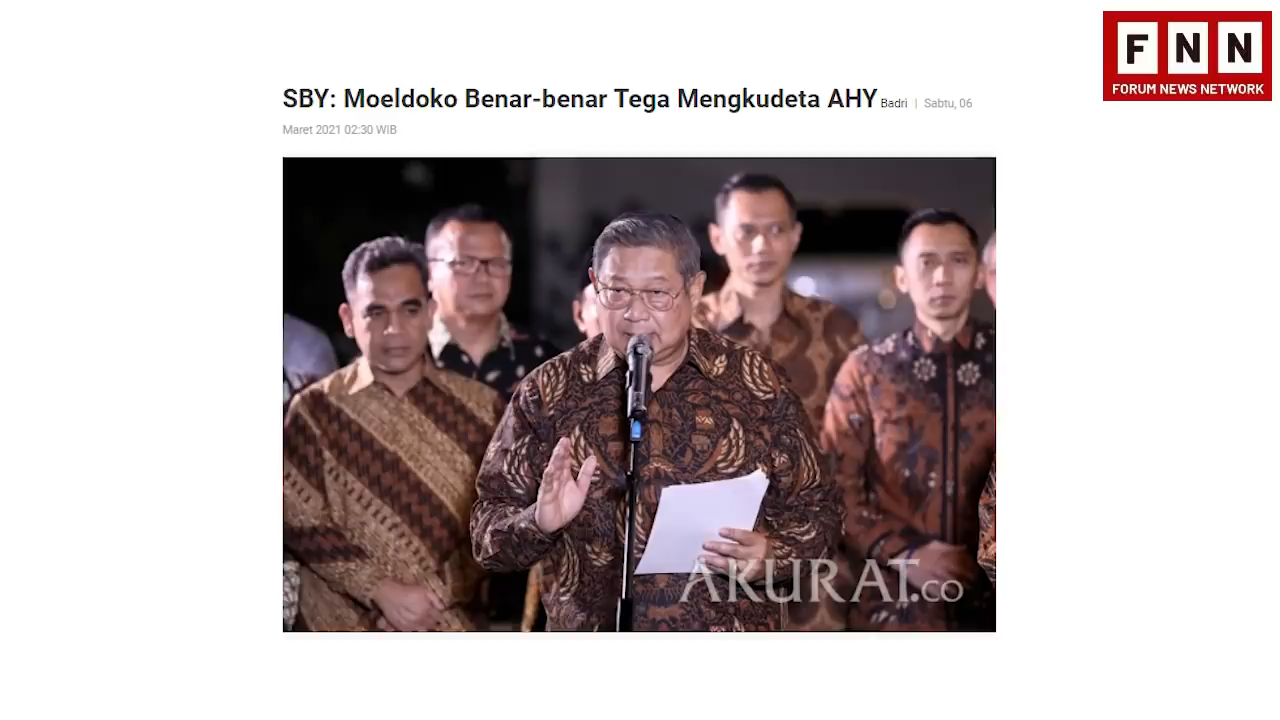 FNN
FORUM NEWS NETWORK
SBY: Moeldoko Benar-benar Tega Mengkudeta AHY Badri | Sabtu, 06
Maret 2021 02:30 WIB
AKURAT.CO